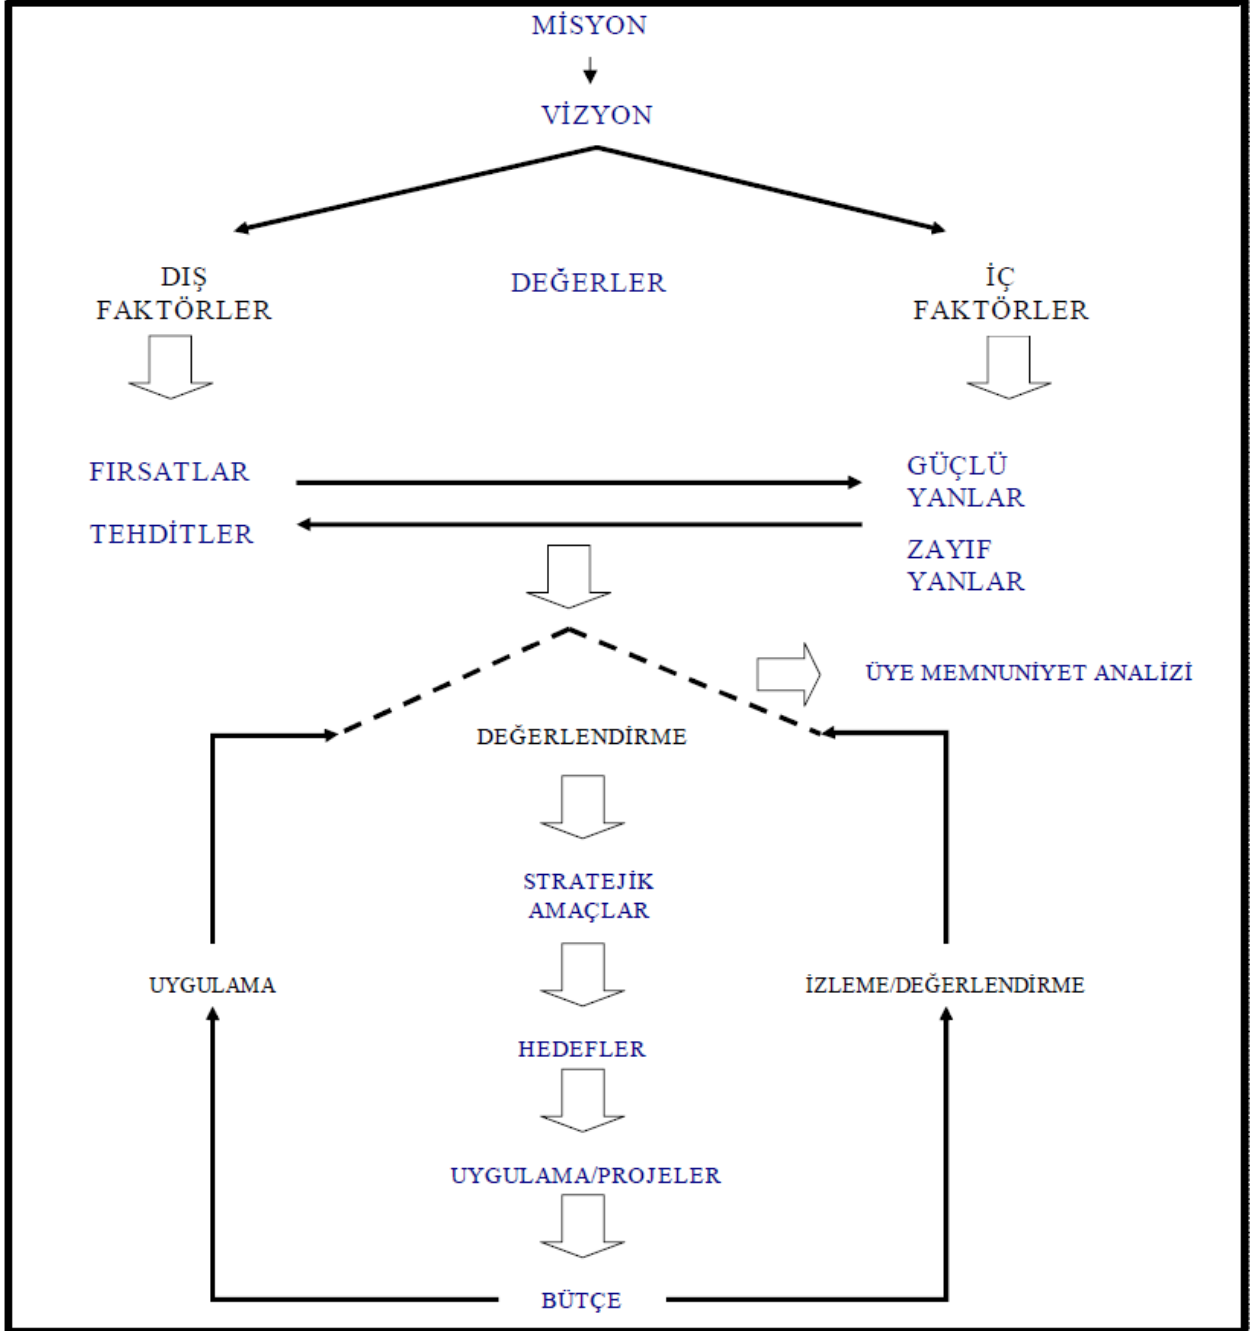 MİSYON
VİZYON
DIŞ
FAKTÖRLER
DEĞERLER
İÇ
FAKTÖRLER
FIRSATLAR
TEHDİTLER
GÜÇLÜ
YANLAR
ZAYIF
YANLAR
ÜYE MEMNUNİYET ANALİZİ
DEĞERLENDİRME
STRATEJİK
AMAÇLAR
UYGULAMA
İZLEME/DEĞERLENDİRME
HEDEFLER
UYGULAMA/PROJELER
BÜTÇE